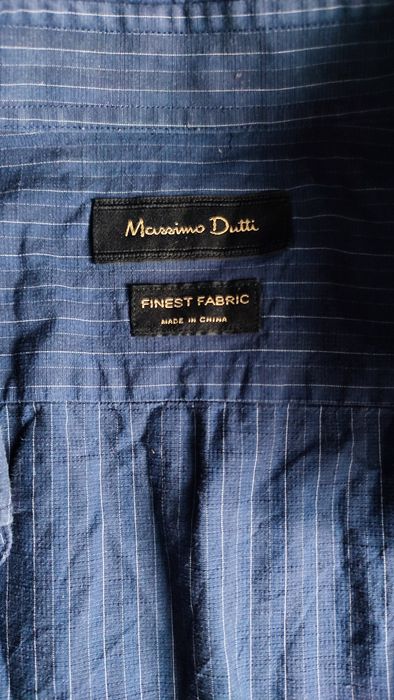 Massimo Dutti
FINEST FABRIC
MADE IN CHINA